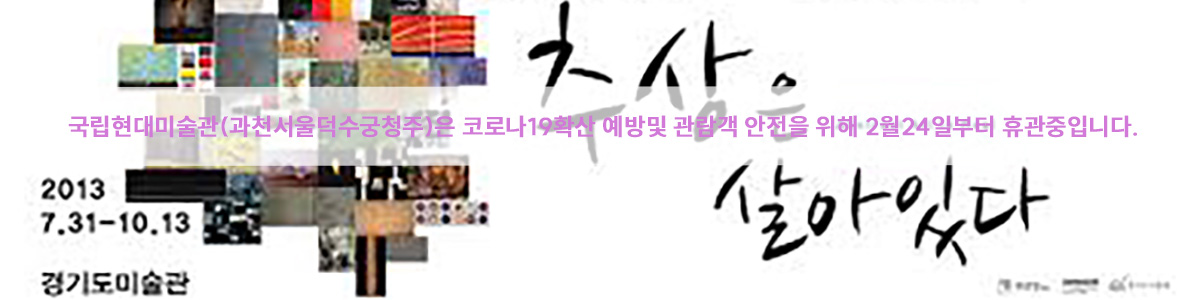 추상은
국립현대미술관(과천서울덕수궁청주)은 코로나19확산 예방및 관람객 안전을 위해 2월24일부터 휴관중입니다.
살아있다
2013
7.31-10.13
경기도미술관